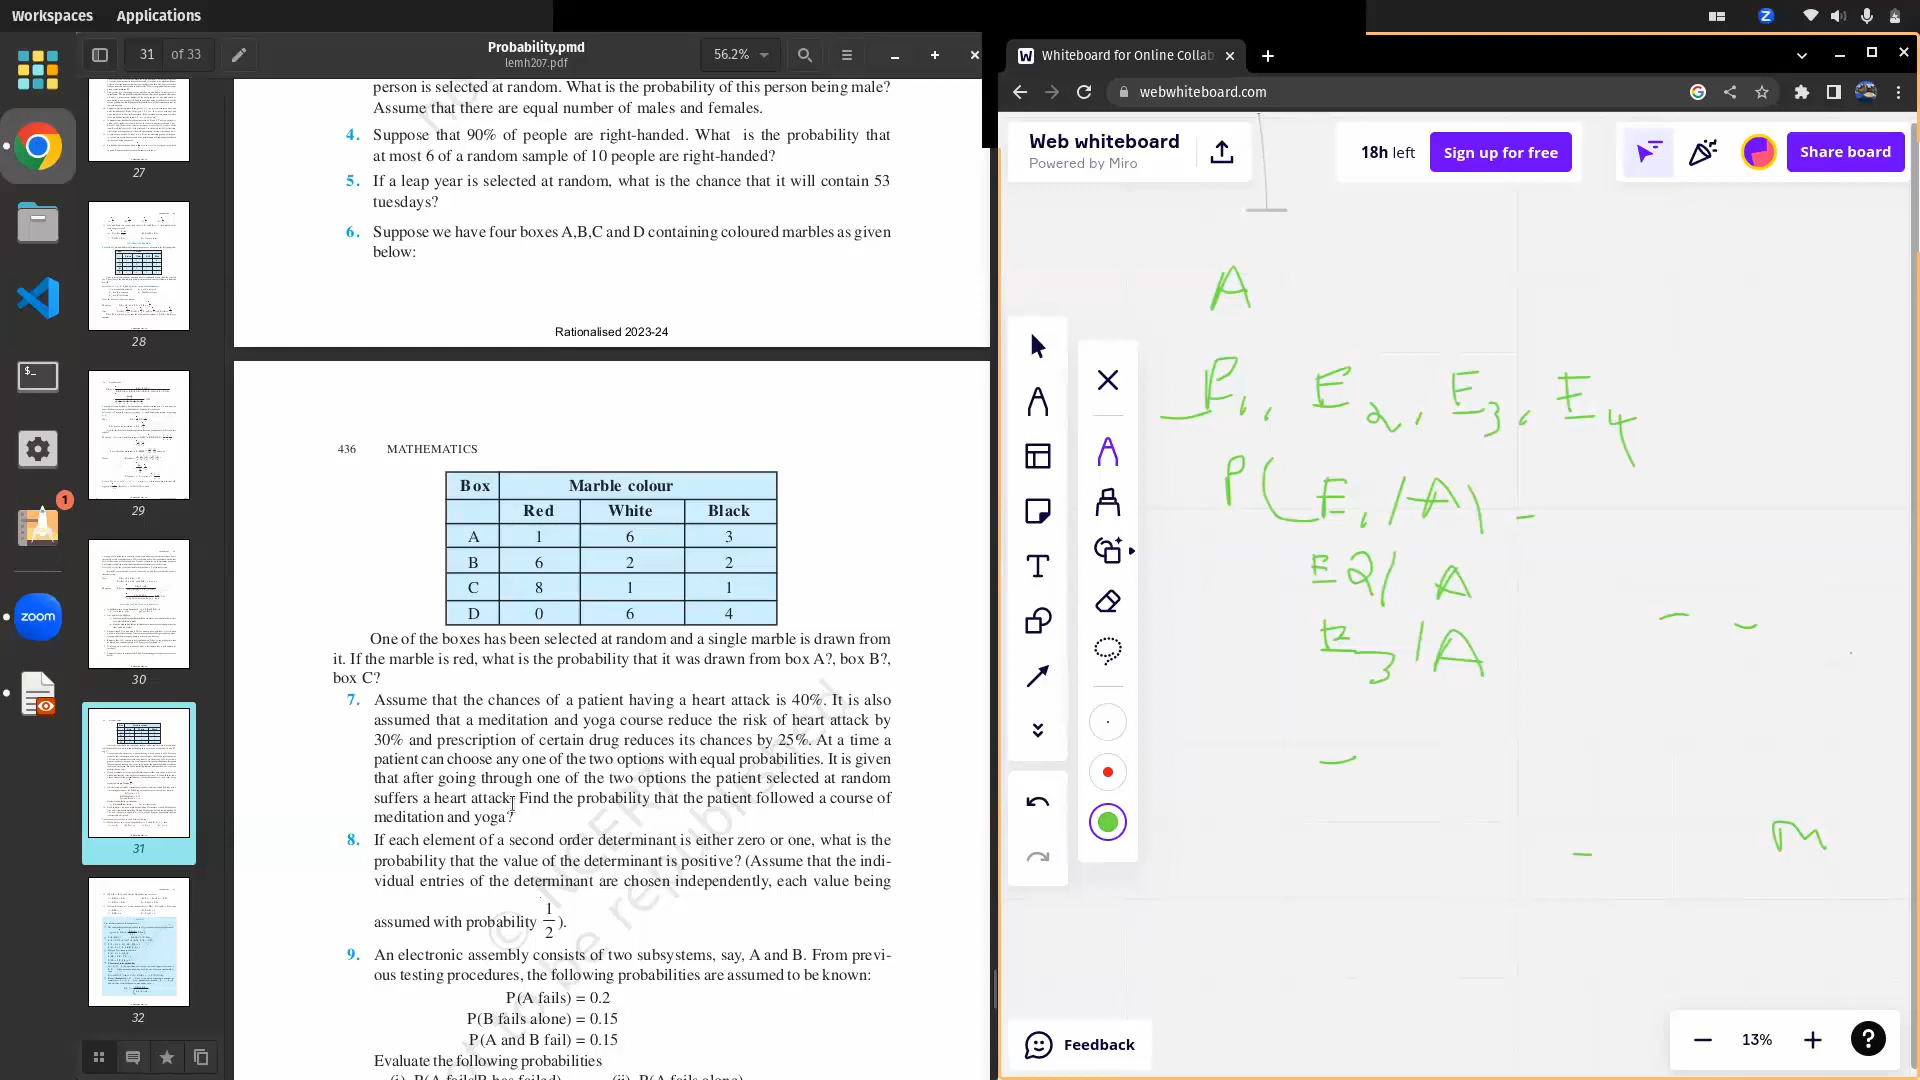 Workspaces Applications
31 of 33
Probability.pmd
lemh207.pdf
56.2%
Whiteboard for Online Collab
webwhiteboard.com
Web whiteboard
Powered by Miro
18h left
Sign up for free
Share board
27
28
29
30
31
32
1
zoom
person is selected at random. What is the probability of this person being male?
Assume that there are equal number of males and females.
4. Suppose that 90% of people are right-handed. What is the probability that
at most 6 of a random sample of 10 people are right-handed?
5. If a leap year is selected at random, what is the chance that it will contain 53
tuesdays?
6. Suppose we have four boxes A,B,C and D containing coloured marbles as given
below:
Rationalised 2023-24
436 MATHEMATICS
Box Marble colour
Red White Black
A 1 6 3
B 6 2 2
C 8 1 1
D 0 6 4
One of the boxes has been selected at random and a single marble is drawn from
it. If the marble is red, what is the probability that it was drawn from box A?, box B?,
box C?
7. Assume that the chances of a patient having a heart attack is 40%. It is also
assumed that a meditation and yoga course reduce the risk of heart attack by
30% and prescription of certain drug reduces its chances by 25%. At a time a
patient can choose any one of the two options with equal probabilities. It is given
that after going through one of the two options the patient selected at random
suffers a heart attack. Find the probability that the patient followed a course of
meditation and yoga?
8. If each element of a second order determinant is either zero or one, what is the
probability that the value of the determinant is positive? (Assume that the indi-
vidual entries of the determinant are chosen independently, each value being
assumed with probability 1/2 ).
9. An electronic assembly consists of two subsystems, say, A and B. From previ-
ous testing procedures, the following probabilities are assumed to be known:
P(A fails) = 0.2
P(B fails alone) = 0.15
P(A and B fail) = 0.15
Evaluate the following probabilities
(i) P(A fails|B has failed) (ii) P(A fails alone)
© NCERT
be republished
A
E1, E2, E3, E4
P(E1/A) -
E2/ A
E3/A
m
Feedback
13%